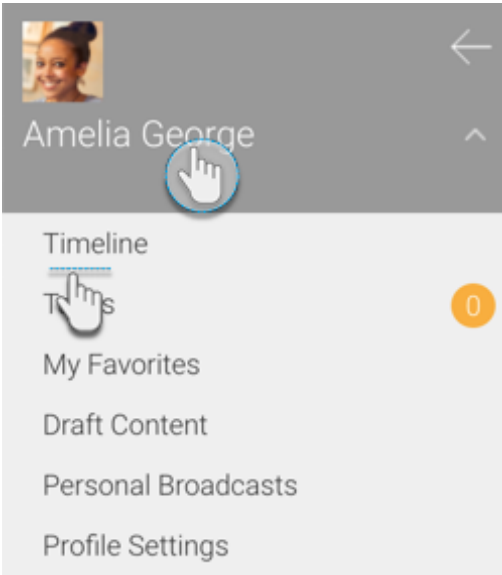 Amelia George
Timeline
0
My Favorites
Draft Content
Personal Broadcasts
Profile Settings